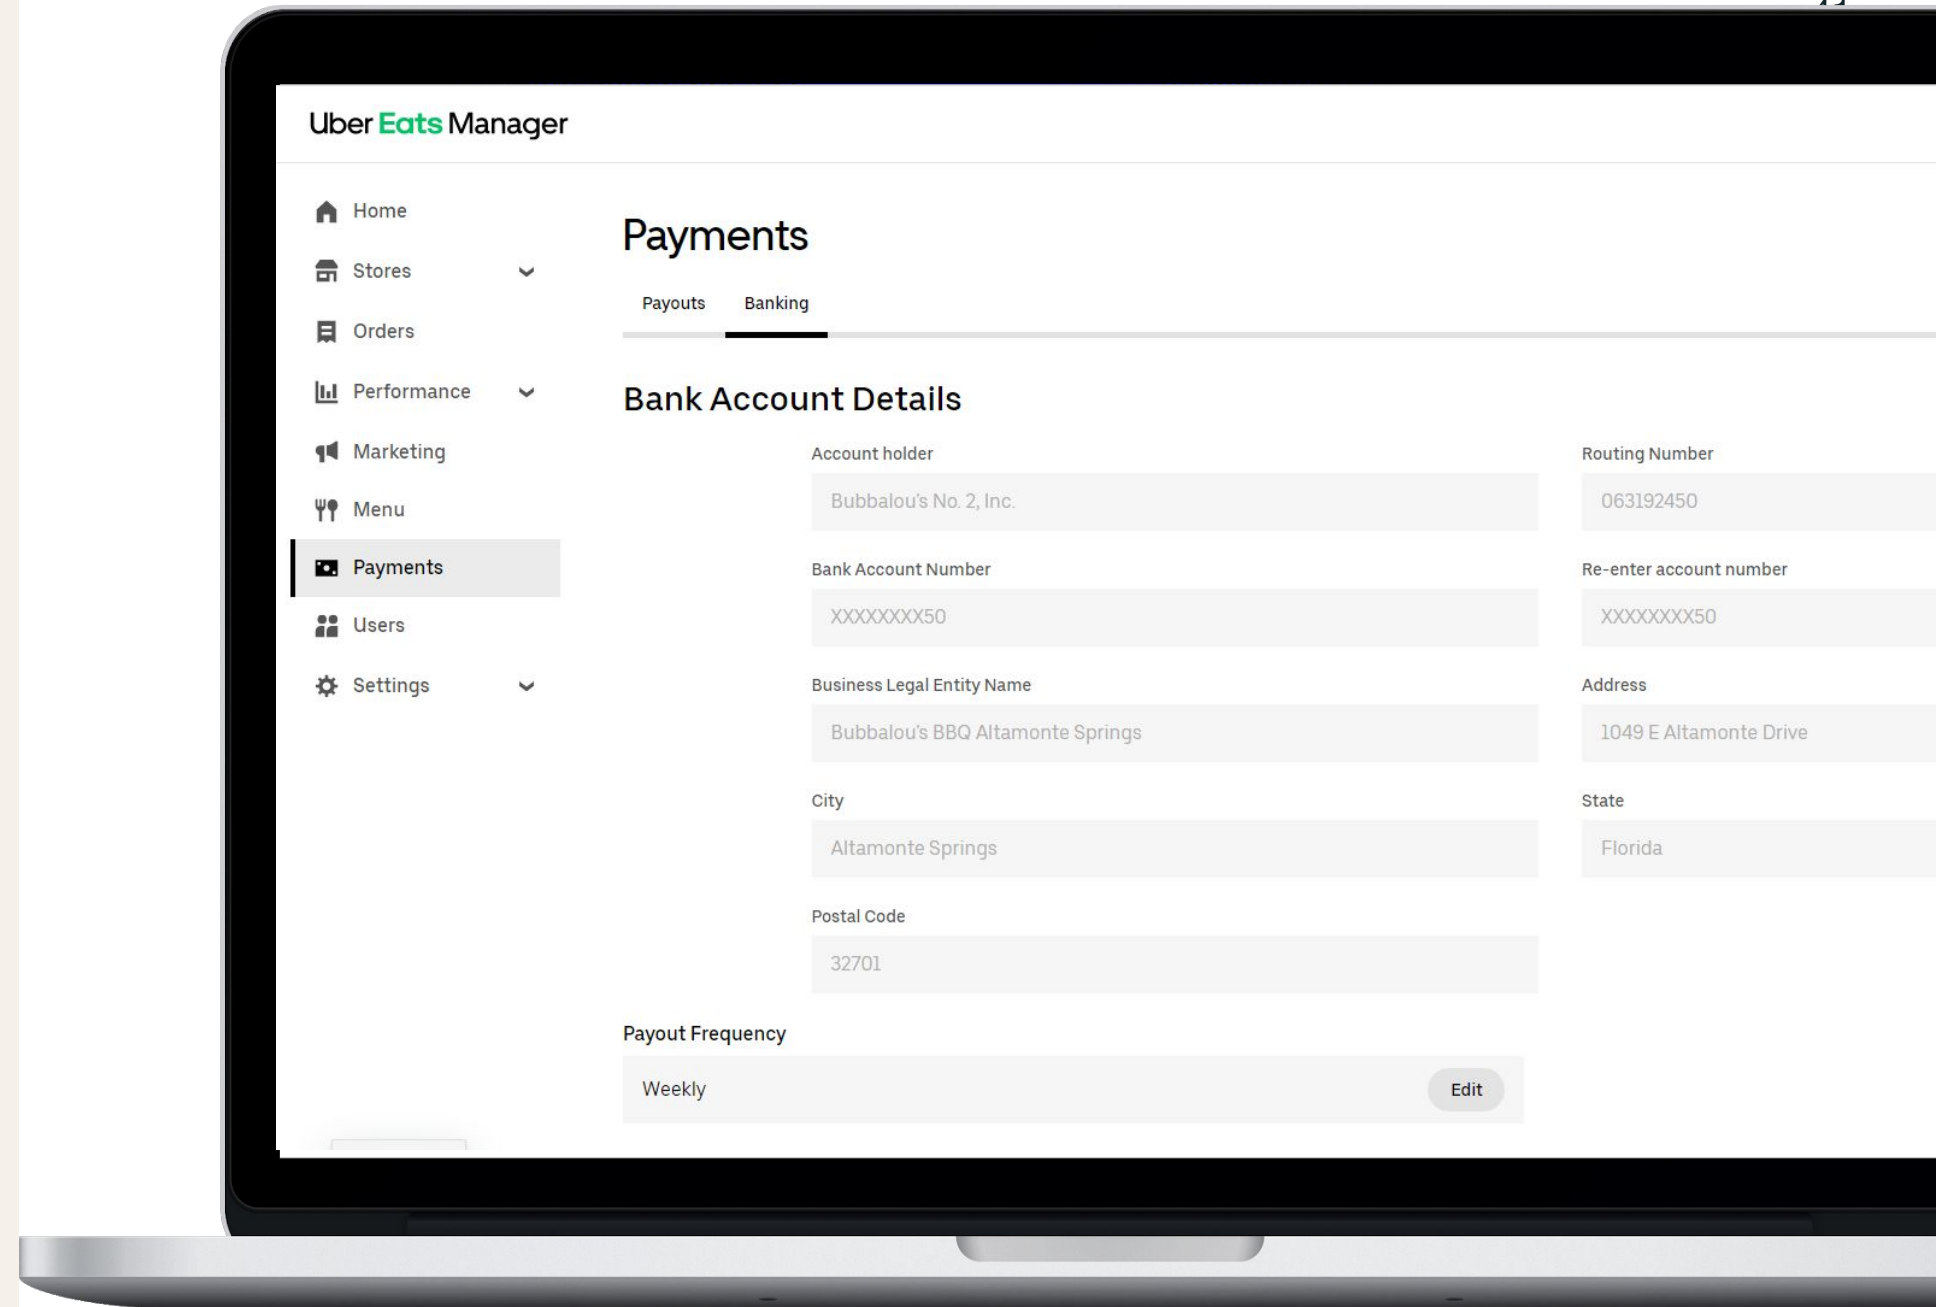 Uber Eats Manager
Home
Stores
Orders
Performance
Marketing
Menu
Payments
Users
Settings
Payments
Payouts Banking
Bank Account Details
Account holder Routing Number
Bubbalou's No. 2, Inc. 063192450
Bank Account Number Re-enter account number
XXXXXXXX50 XXXXXXXX50
Business Legal Entity Name Address
Bubbalou's BBQ Altamonte Springs 1049 E Altamonte Drive
City State
Altamonte Springs Florida
Postal Code
32701
Payout Frequency
Weekly Edit